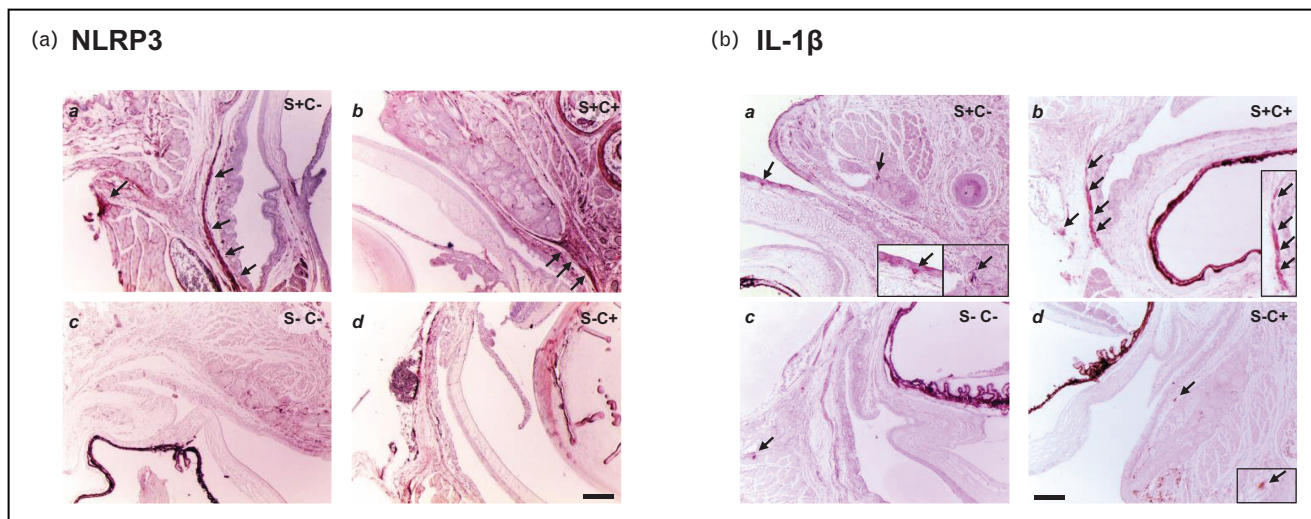 (a) NLRP3
a S+C-
b S+C+
c S- C-
d S-C+
(b) IL-1β
a S+C-
b S+C+
c S- C-
d S-C+